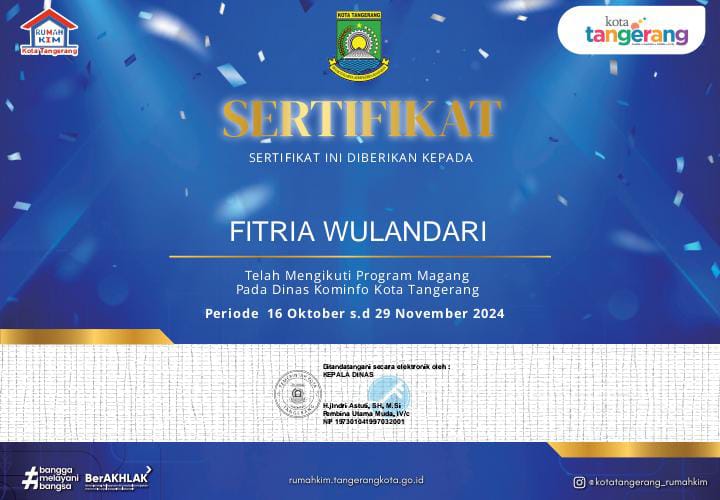 RUMAH
KIM
Kota Tangerang
KOTA TANGERANG
kota
tangerang
SERTIFIKAT
SERTIFIKAT INI DIBERIKAN KEPADA
FITRIA WULANDARI
Telah Mengikuti Program Magang
Pada Dinas Kominfo Kota Tangerang
Periode 16 Oktober s.d 29 November 2024
Ditandatangani secara elektronik oleh :
KEPALA DINAS
TANGERANG
H.jIndri Astuti, SH, M.Si
Pembina Utama Muda, IV/c
NIP 197301041997032001
#bangga
melayani
bangsa
BerAKHLAK
rumahkim.tangerangkota.go.id
@kotatangerang_rumahkim